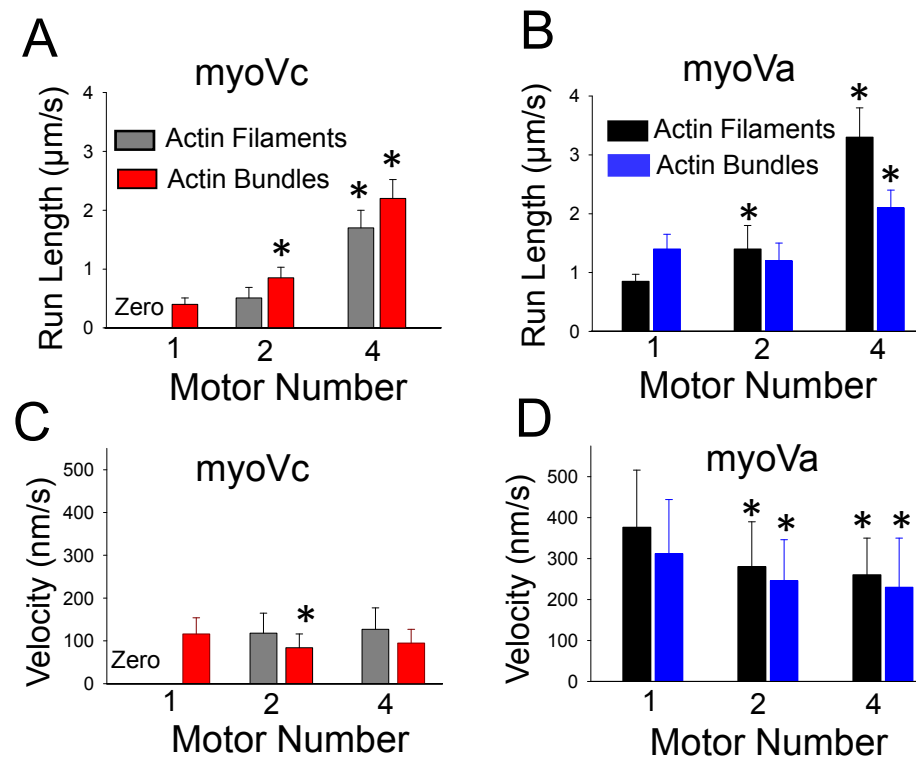 A
myoVc
Run Length (μm/s)
4
3
2
1
0
Actin Filaments
Actin Bundles
Zero
*
*
*
1 2 4
Motor Number
B
myoVa
Run Length (μm/s)
4
3
2
1
0
Actin Filaments
Actin Bundles
*
*
*
1 2 4
Motor Number
C
myoVc
Velocity (nm/s)
500
400
300
200
100
0
Zero
*
1 2 4
Motor Number
D
myoVa
Velocity (nm/s)
500
400
300
200
100
0
* * * *
1 2 4
Motor Number